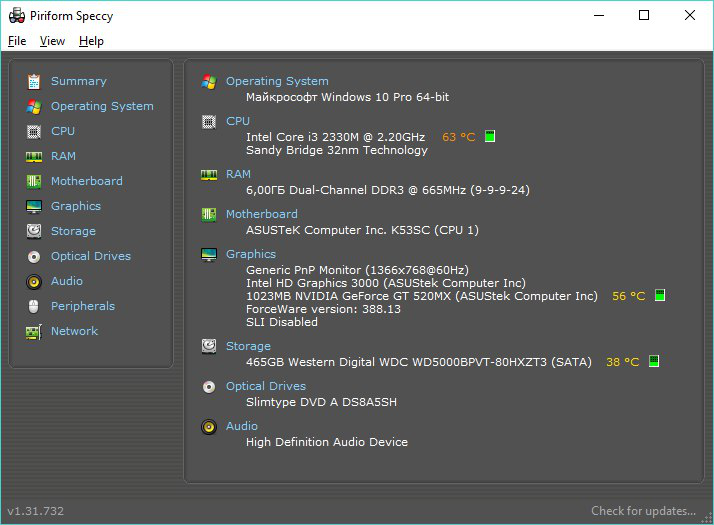 Piriform Speccy
File View Help
Summary
Operating System
CPU
RAM
Motherboard
Graphics
Storage
Optical Drives
Audio
Peripherals
Network
Operating System
Майкрософт Windows 10 Pro 64-bit
CPU
Intel Core i3 2330M @ 2.20GHz 63 °C
Sandy Bridge 32nm Technology
RAM
6,00ГБ Dual-Channel DDR3 @ 665MHz (9-9-9-24)
Motherboard
ASUSTeK Computer Inc. K53SC (CPU 1)
Graphics
Generic PnP Monitor (1366x768@60Hz)
Intel HD Graphics 3000 (ASUStek Computer Inc)
1023MB NVIDIA GeForce GT 520MX (ASUStek Computer Inc) 56 °C
ForceWare version: 388.13
SLI Disabled
Storage
465GB Western Digital WDC WD5000BPVT-80HXZT3 (SATA) 38 °C
Optical Drives
Slimtype DVD A DS8A5SH
Audio
High Definition Audio Device
v1.31.732
Check for updates...